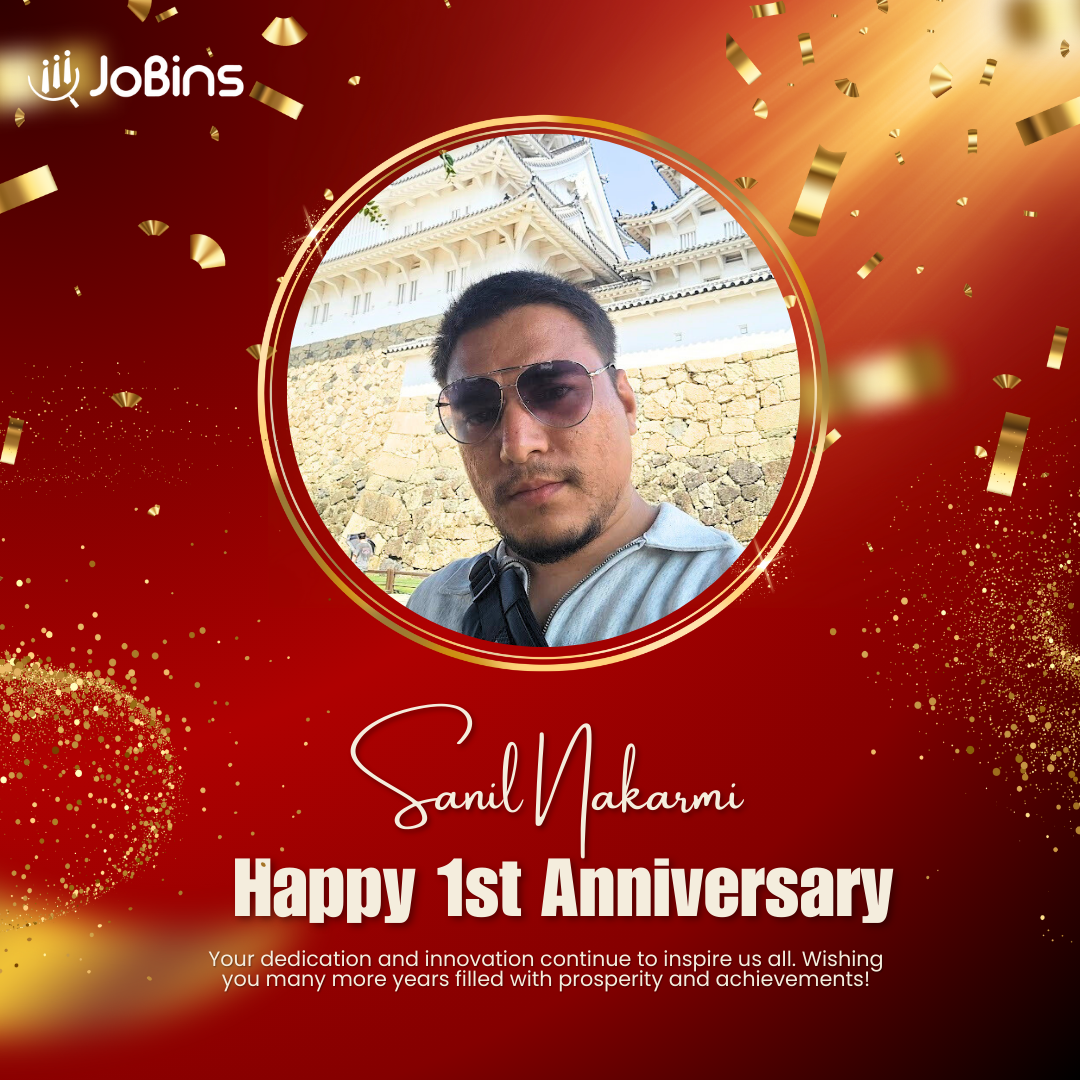 JoBins
Sanil Nakarmi
Happy 1st Anniversary
Your dedication and innovation continue to inspire us all. Wishing
you many more years filled with prosperity and achievements!